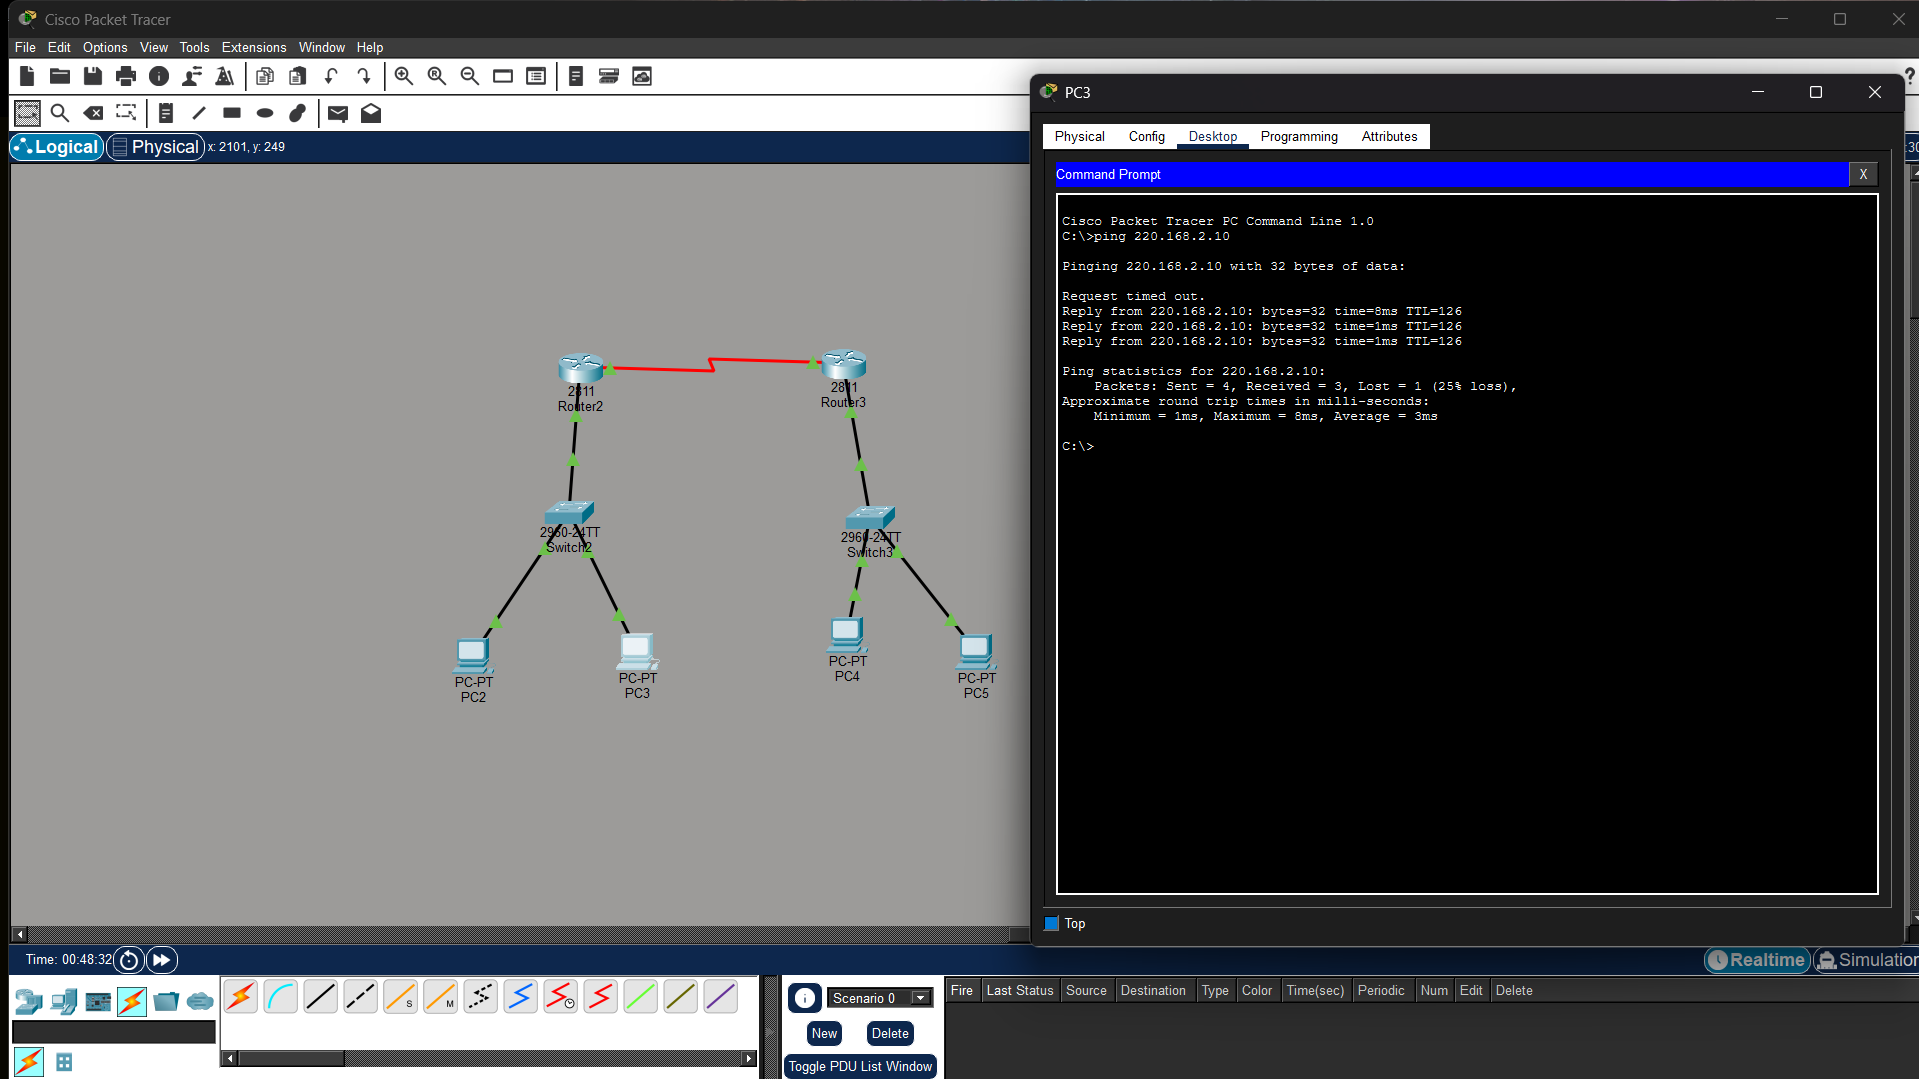 Cisco Packet Tracer
File Edit Options View Tools Extensions Window Help
Logical Physical x: 2101, y: 249
2811
Router2
2811
Router3
2960-24TT
Switch2
2960-24TT
Switch3
PC-PT
PC2
PC-PT
PC3
PC-PT
PC4
PC-PT
PC5
PC3
Physical Config Desktop Programming Attributes
Command Prompt X
Cisco Packet Tracer PC Command Line 1.0
C:\>ping 220.168.2.10
Pinging 220.168.2.10 with 32 bytes of data:
Request timed out.
Reply from 220.168.2.10: bytes=32 time=8ms TTL=126
Reply from 220.168.2.10: bytes=32 time=1ms TTL=126
Reply from 220.168.2.10: bytes=32 time=1ms TTL=126
Ping statistics for 220.168.2.10:
Packets: Sent = 4, Received = 3, Lost = 1 (25% loss),
Approximate round trip times in milli-seconds:
Minimum = 1ms, Maximum = 8ms, Average = 3ms
C:\>
Top
:30
Time: 00:48:32
Realtime Simulation
S M
Scenario 0
New Delete
Toggle PDU List Window
Fire Last Status Source Destination Type Color Time(sec) Periodic Num Edit Delete